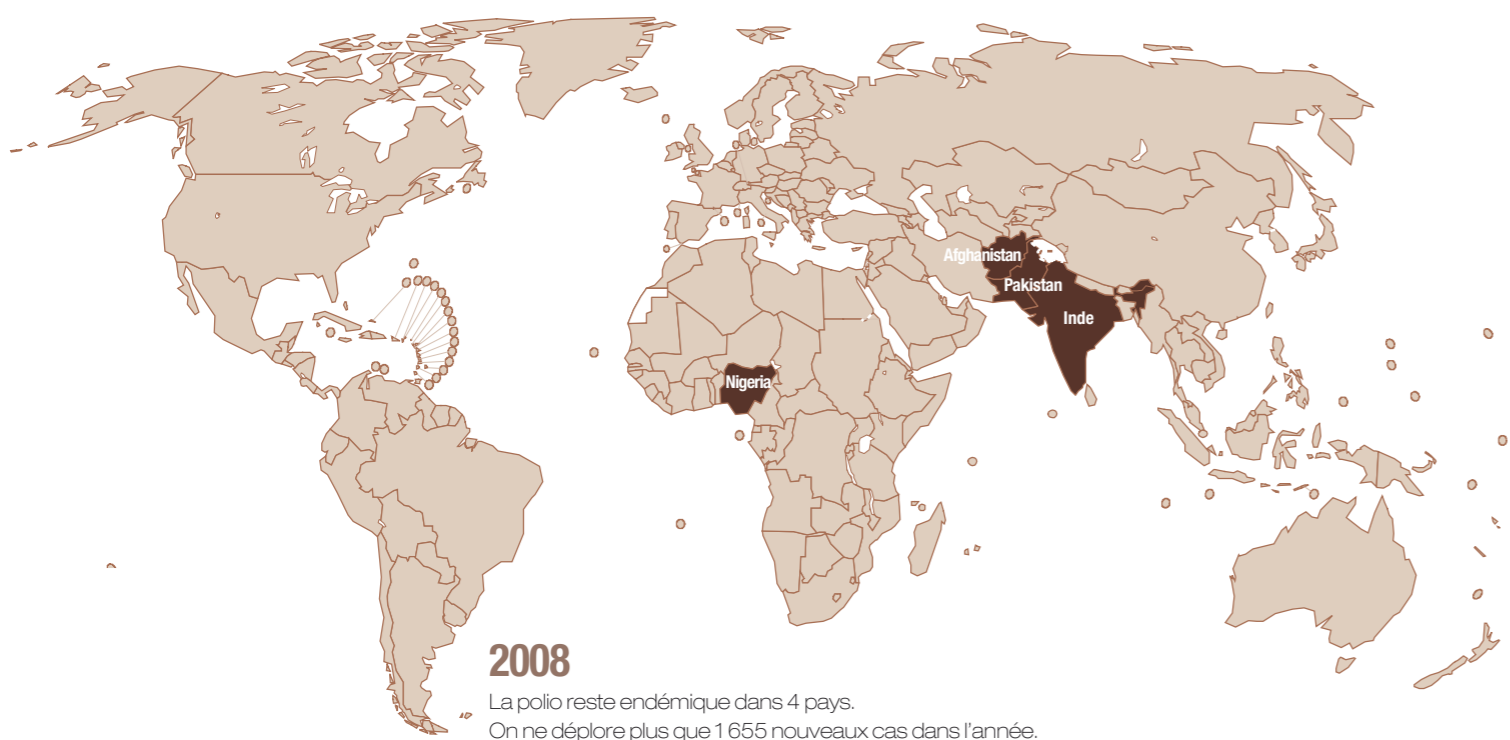 Afghanistan
Pakistan
Inde
Nigeria
2008
La polio reste endémique dans 4 pays.
On ne déplore plus que 1 655 nouveaux cas dans l'année.